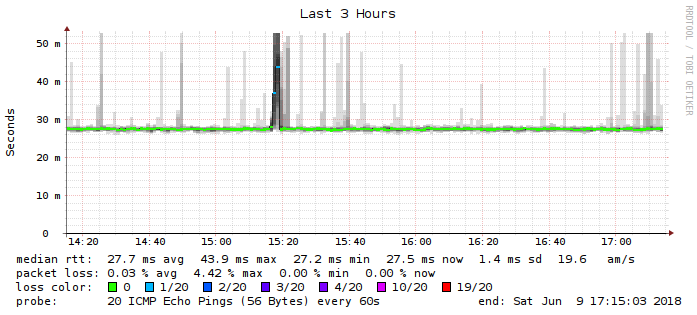 Last 3 Hours
RRDTOOL / TOBI OETIKER
Seconds
50 m
40 m
30 m
20 m
10 m
0
14:20 14:40 15:00 15:20 15:40 16:00 16:20 16:40 17:00
median rtt: 27.7 ms avg 43.9 ms max 27.2 ms min 27.5 ms now 1.4 ms sd 19.6 am/s
packet loss: 0.03 % avg 4.42 % max 0.00 % min 0.00 % now
loss color: 0 1/20 2/20 3/20 4/20 10/20 19/20
probe: 20 ICMP Echo Pings (56 Bytes) every 60s end: Sat Jun 9 17:15:03 2018